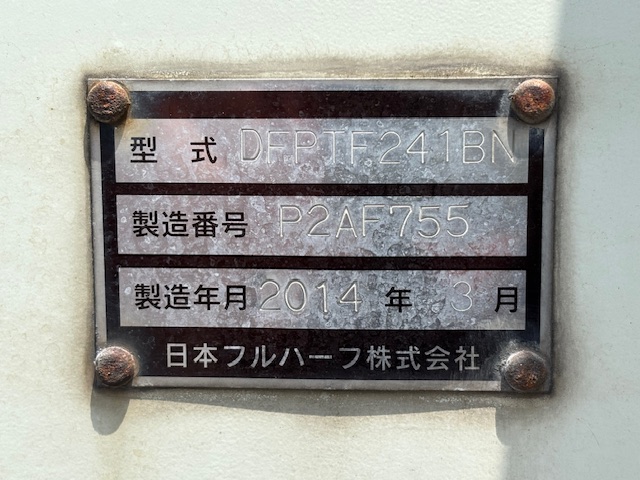 型 式 DFPTF241BN
製造番号 P2AF755
製造年月 2014 年 3 月
日本フルハーフ株式会社